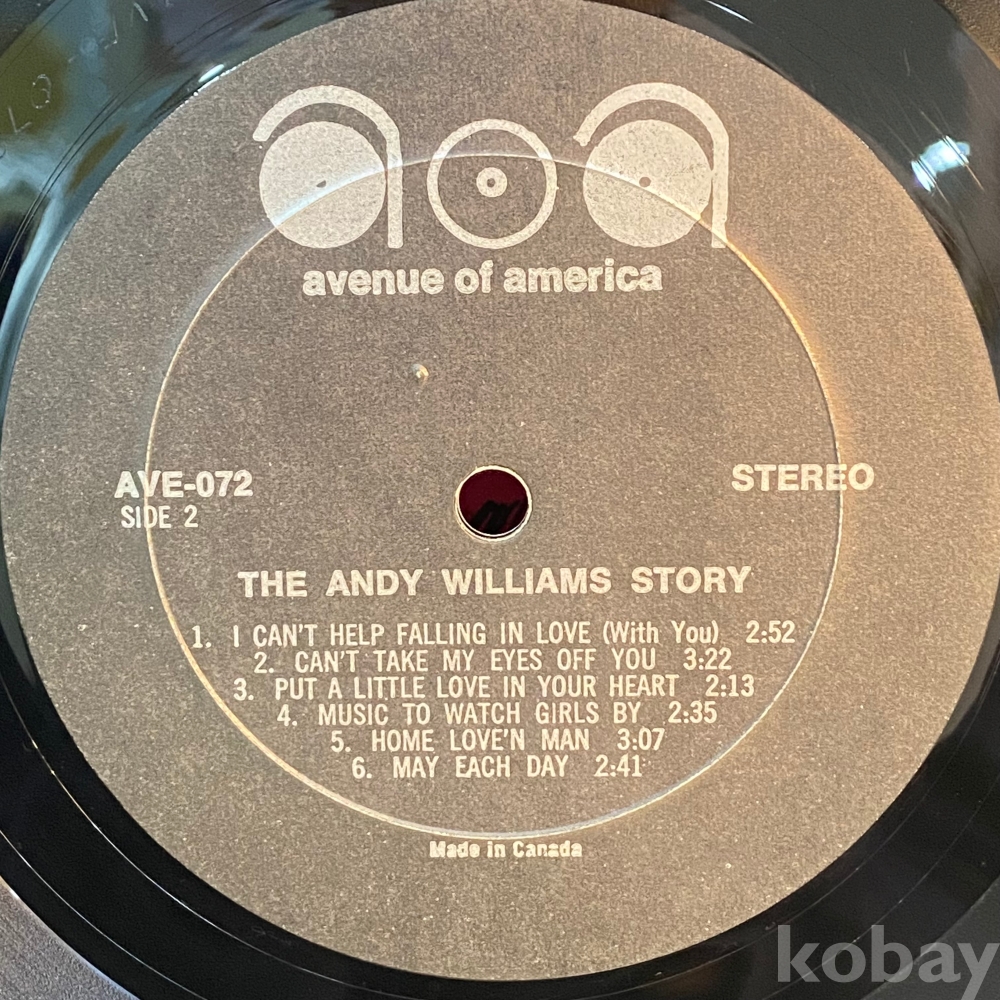 aoa
avenue of america
AVE-072
STEREO
SIDE 2
THE ANDY WILLIAMS STORY
1. I CAN'T HELP FALLING IN LOVE (With You) 2:52
2. CAN'T TAKE MY EYES OFF YOU 3:22
3. PUT A LITTLE LOVE IN YOUR HEART 2:13
4. MUSIC TO WATCH GIRLS BY 2:35
5. HOME LOVE'N MAN 3:07
6. MAY EACH DAY 2:41
Made in Canada
kobay